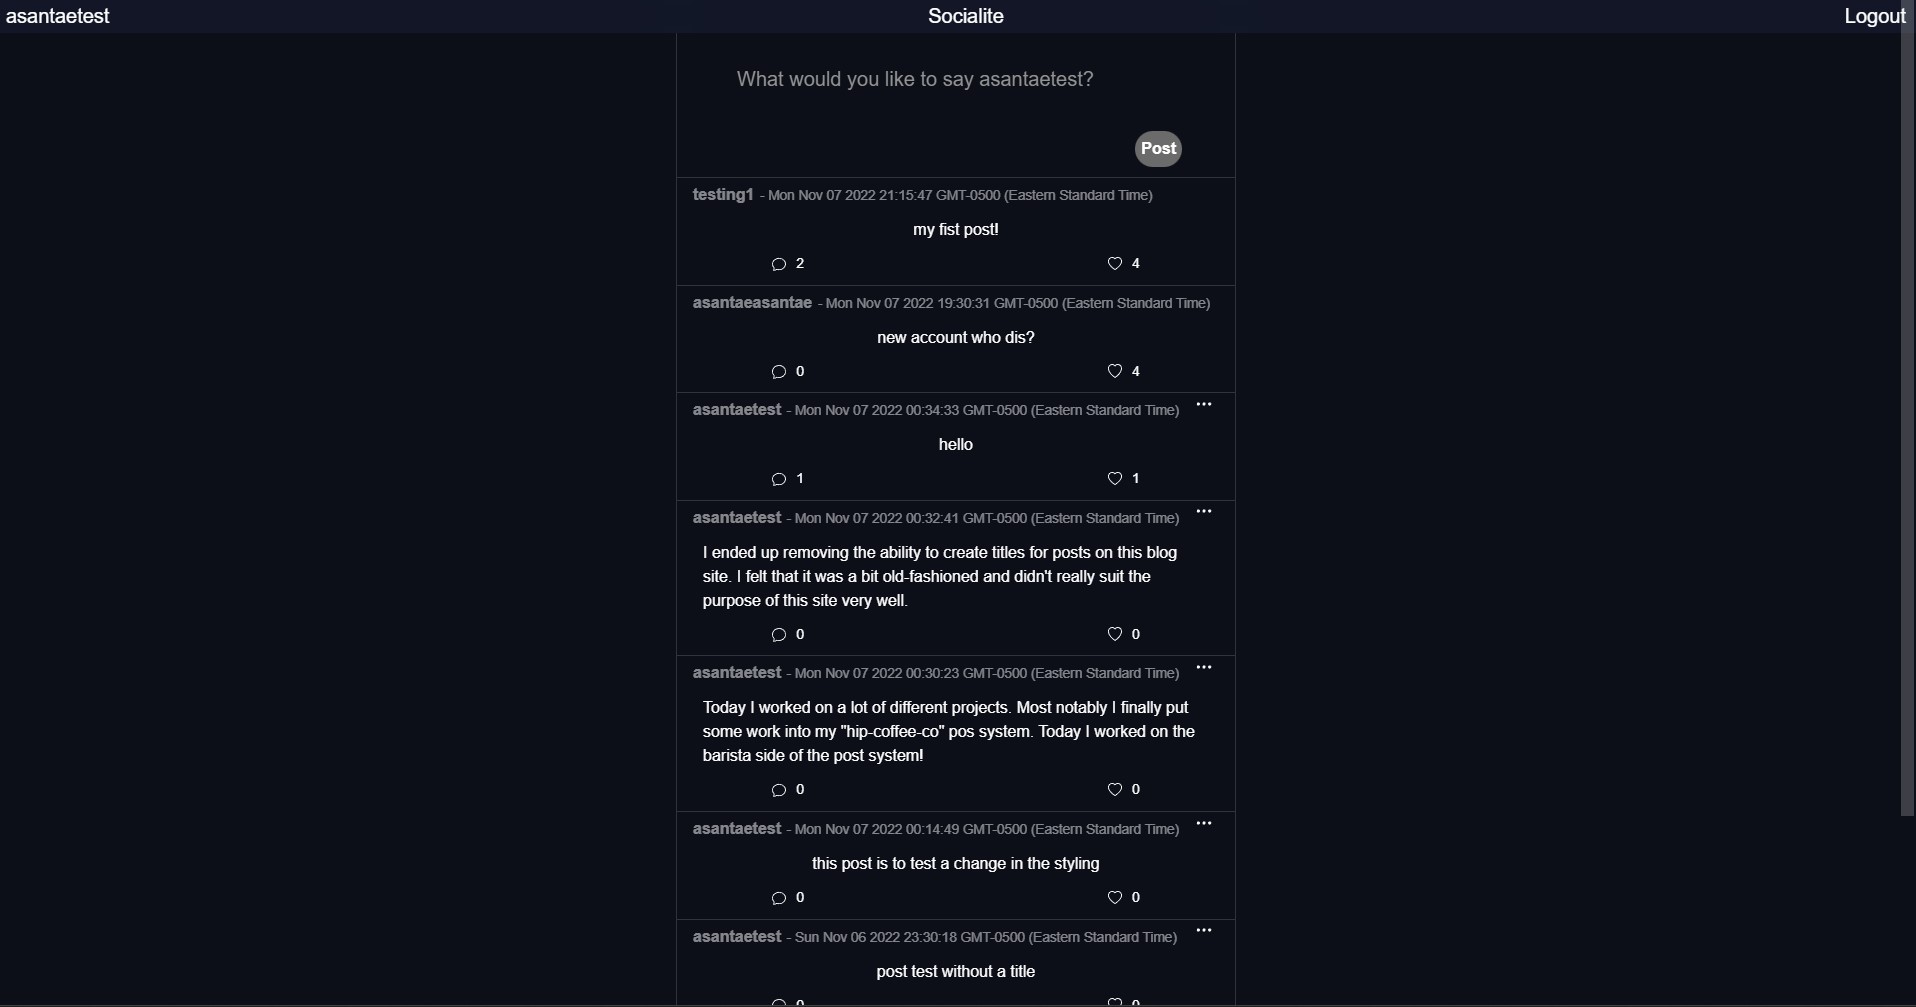 asantaetest
Socialite
Logout
What would you like to say asantaetest?
Post
testing1 - Mon Nov 07 2022 21:15:47 GMT-0500 (Eastern Standard Time)
my fist post!
2 4
asantaeasantae - Mon Nov 07 2022 19:30:31 GMT-0500 (Eastern Standard Time)
new account who dis?
0 4
asantaetest - Mon Nov 07 2022 00:34:33 GMT-0500 (Eastern Standard Time)
hello
1 1
asantaetest - Mon Nov 07 2022 00:32:41 GMT-0500 (Eastern Standard Time)
I ended up removing the ability to create titles for posts on this blog
site. I felt that it was a bit old-fashioned and didn't really suit the
purpose of this site very well.
0 0
asantaetest - Mon Nov 07 2022 00:30:23 GMT-0500 (Eastern Standard Time)
Today I worked on a lot of different projects. Most notably I finally put
some work into my "hip-coffee-co" pos system. Today I worked on the
barista side of the post system!
0 0
asantaetest - Mon Nov 07 2022 00:14:49 GMT-0500 (Eastern Standard Time)
this post is to test a change in the styling
0 0
asantaetest - Sun Nov 06 2022 23:30:18 GMT-0500 (Eastern Standard Time)
post test without a title